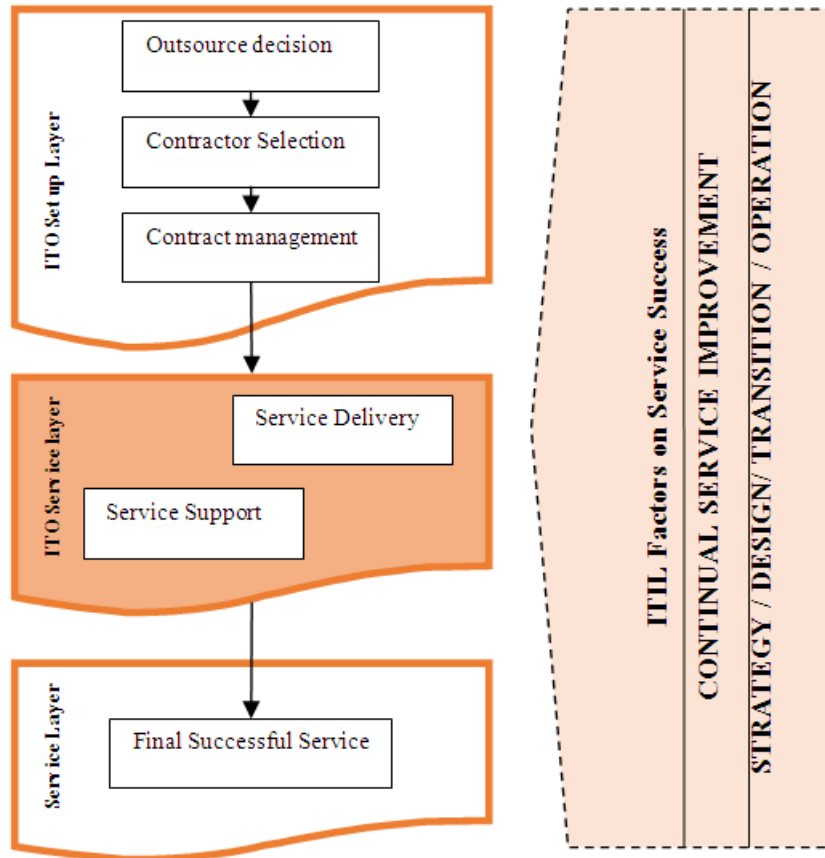 Outsource decision
Contractor Selection
Contract management
ITO Set up Layer
Service Delivery
Service Support
ITO Service layer
Final Successful Service
Service Layer
ITIL Factors on Service Success
CONTINUAL SERVICE IMPROVEMENT
STRATEGY / DESIGN/ TRANSITION / OPERATION